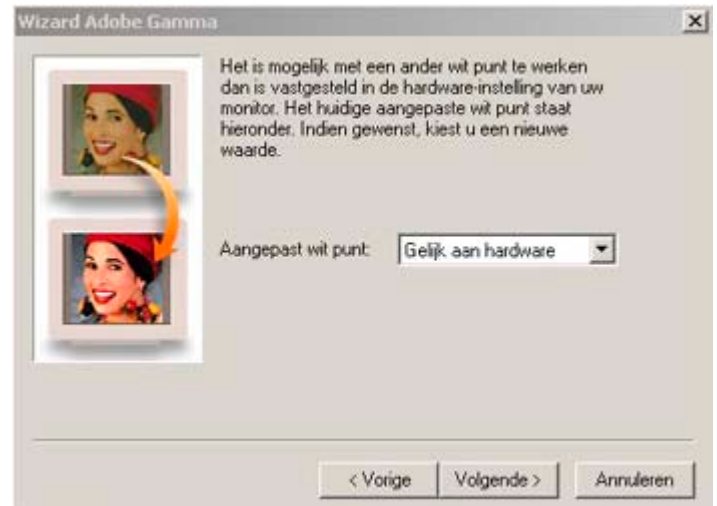 Wizard Adobe Gamma
Het is mogelijk met een ander wit punt te werken
dan is vastgesteld in de hardware-instelling van uw
monitor. Het huidige aangepaste wit punt staat
hieronder. Indien gewenst, kiest u een nieuwe
waarde.
Aangepast wit punt: Gelijk aan hardware
< Vorige Volgende > Annuleren